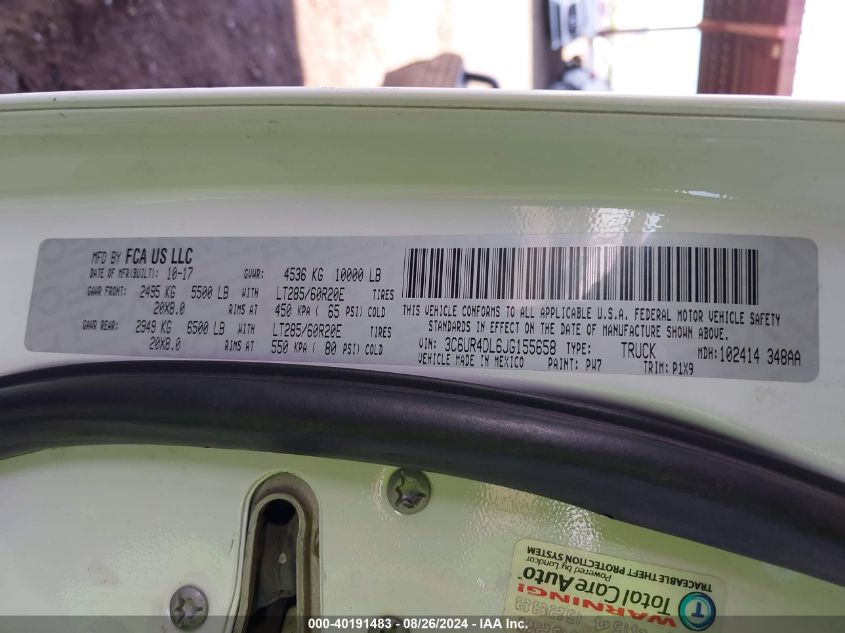 MFD BY FCA US LLC
DATE OF MFR(BUILT): 10-17 GVWR: 4536 KG 10000 LB
GAWR FRONT: 2495 KG 5500 LB WITH LT285/60R20E TIRES
20X8.0 RIMS AT 450 KPA ( 65 PSI) COLD
GAWR REAR: 2949 KG 6500 LB WITH LT285/60R20E TIRES
20X8.0 RIMS AT 550 KPA ( 80 PSI) COLD
THIS VEHICLE CONFORMS TO ALL APPLICABLE U.S.A. FEDERAL MOTOR VEHICLE SAFETY
STANDARDS IN EFFECT ON THE DATE OF MANUFACTURE SHOWN ABOVE.
VIN: 3C6UR4DL6JG155658 TYPE: TRUCK MDH:102414 348AA
VEHICLE MADE IN MEXICO PAINT: PW7 TRIM: P1X9
WARNING!
Total Care Auto
Powered by Landcar
TRACEABLE THEFT PROTECTION SYSTEM
000-40191483 - 08/26/2024 - IAA Inc.